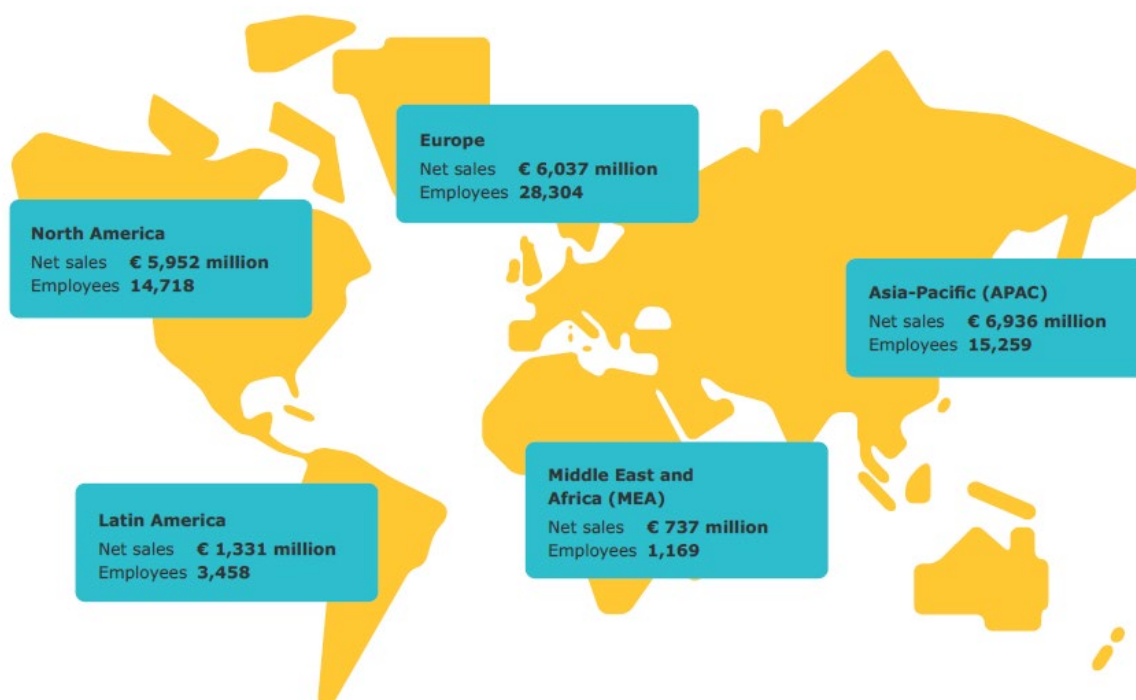 Europe
Net sales € 6,037 million
Employees 28,304
North America
Net sales € 5,952 million
Employees 14,718
Asia-Pacific (APAC)
Net sales € 6,936 million
Employees 15,259
Middle East and
Africa (MEA)
Net sales € 737 million
Employees 1,169
Latin America
Net sales € 1,331 million
Employees 3,458